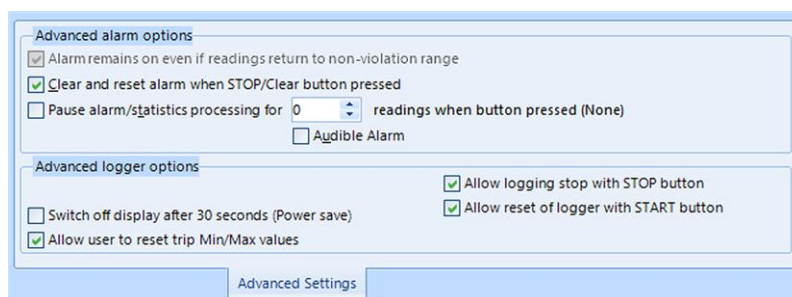 Advanced alarm options
Alarm remains on even if readings return to non-violation range
Clear and reset alarm when STOP/Clear button pressed
Pause alarm/statistics processing for 0 readings when button pressed (None)
Audible Alarm
Advanced logger options
Allow logging stop with STOP button
Allow reset of logger with START button
Switch off display after 30 seconds (Power save)
Allow user to reset trip Min/Max values
Advanced Settings